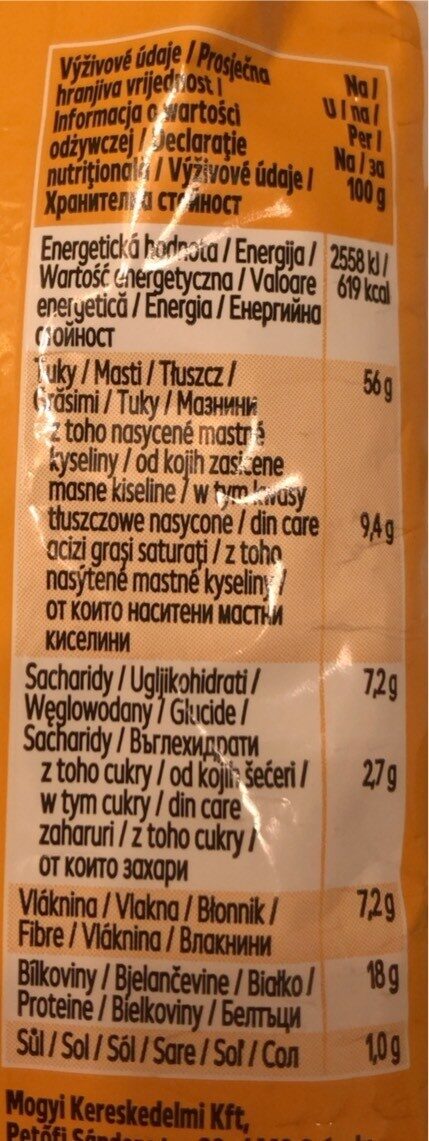 Výživové údaje / Prosječna
hranjiva vrijednost /
Informacja o wartości
odżywczej / Declarație
nutrițională / Výživové údaje /
Хранителна стойност
Na /
U / na /
Per /
Na / за
100 g
Energetická hodnota / Energija /
Wartość energetyczna / Valoare
energetică / Energia / Енергийна
стойност
2558 kJ /
619 kcal
Tuky / Masti / Tłuszcz /
Grăsimi / Tuky / Мазнини
56 g
z toho nasycené mastné
kyseliny / od kojih zasićene
masne kiseline / w tym kwasy
tłuszczowe nasycone / din care
acizi grași saturați / z toho
nasýtené mastné kyseliny /
от които наситени мастни
киселини
9,4 g
Sacharidy / Ugljikohidrati /
Węglowodany / Glucide /
Sacharidy / Въглехидрати
7,2 g
z toho cukry / od kojih šećeri /
w tym cukry / din care
zaharuri / z toho cukry /
от които захари
2,7 g
Vláknina / Vlakna / Błonnik /
Fibre / Vláknina / Влакнини
7,2 g
Bílkoviny / Bjelančevine / Białko /
Proteine / Bielkoviny / Белтъци
18 g
Sůl / Sol / Sól / Sare / Soľ / Сол
1,0 g
Mogyi Kereskedelmi Kft,
Petőfi